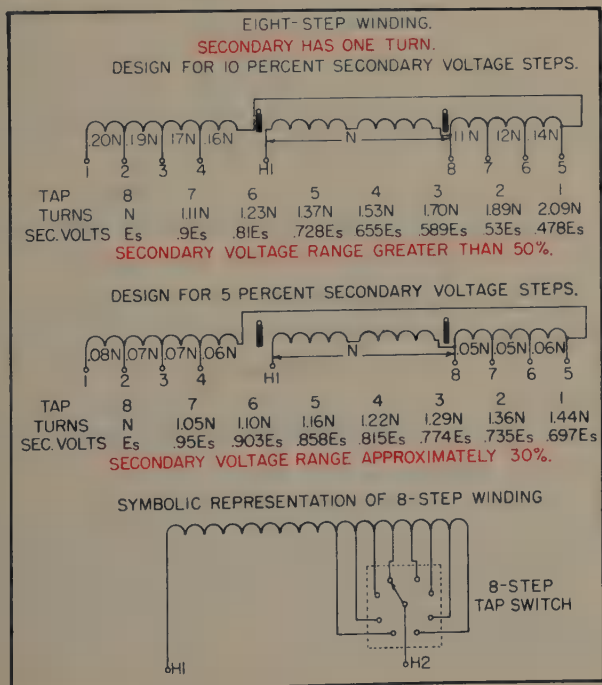 EIGHT-STEP WINDING.
SECONDARY HAS ONE TURN.
DESIGN FOR 10 PERCENT SECONDARY VOLTAGE STEPS.
.20N .19N .17N .16N N .11N .12N .14N
1 2 3 4 H1 8 7 6 5
TAP 8 7 6 5 4 3 2 1
TURNS N 1.11N 1.23N 1.37N 1.53N 1.70N 1.89N 2.09N
SEC. VOLTS Es .9Es .81Es .728Es .655Es .589Es .53Es .478Es
SECONDARY VOLTAGE RANGE GREATER THAN 50%.
DESIGN FOR 5 PERCENT SECONDARY VOLTAGE STEPS.
.08N .07N .07N .06N N .05N .05N .06N
1 2 3 4 H1 8 7 6 5
TAP 8 7 6 5 4 3 2 1
TURNS N 1.05N 1.10N 1.16N 1.22N 1.29N 1.36N 1.44N
SEC. VOLTS Es .95Es .903Es .858Es .815Es .774Es .735Es .697Es
SECONDARY VOLTAGE RANGE APPROXIMATELY 30%.
SYMBOLIC REPRESENTATION OF 8-STEP WINDING
8-STEP
TAP SWITCH
H1 H2